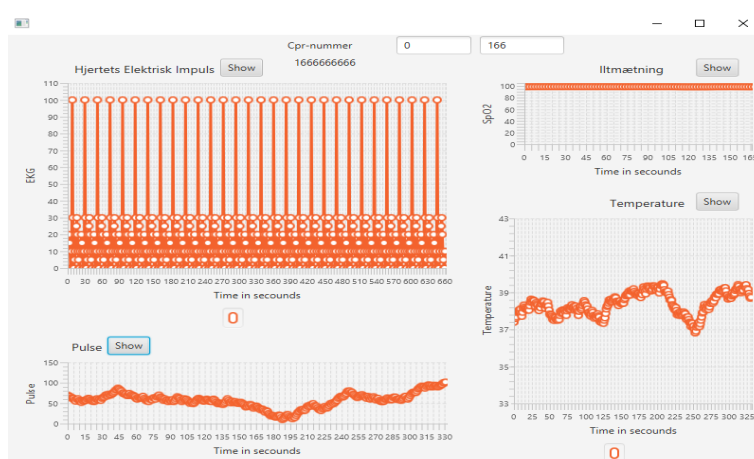 Cpr-nummer 0 166
1666666666
Hjertets Elektrisk Impuls Show
110
100
90
80
70
60
50
40
30
20
10
0
EKG
0 30 60 90 120 150 180 210 240 270 300 330 360 390 420 450 480 510 540 570 600 630 660
Time in secounds
0
Pulse Show
150
100
50
0
Pulse
0 15 30 45 60 75 90 105 120 135 150 165 180 195 210 225 240 255 270 285 300 315 330
Time in secounds
Iltmætning Show
100
80
60
40
20
0
SpO2
0 15 30 45 60 75 90 105 120 135 150
Time in secounds
Temperature Show
43
41
39
37
35
33
Temperature
0 25 50 75 100 125 150 175 200 225 250 275 300 325
Time in secounds
0